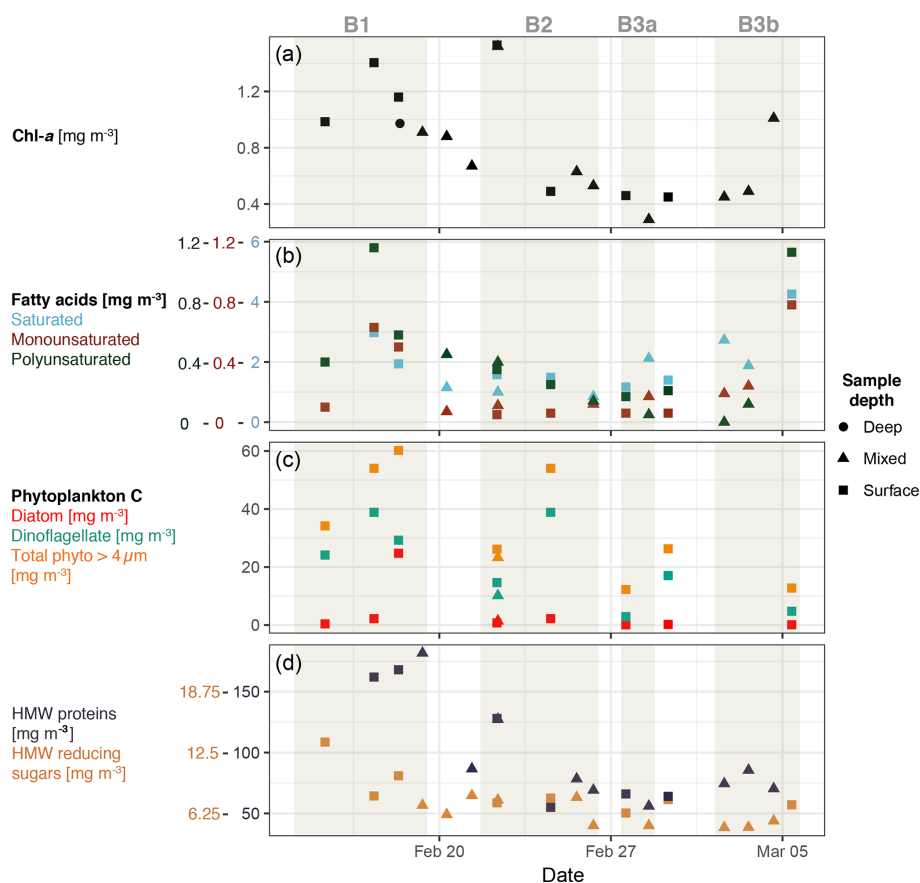 B1 B2 B3a B3b
(a)
1.2
0.8
0.4
Chl-a [mg m-3]
(b)
1.2 - 1.2 - 6
0.8 - 0.8 - 4
0.4 - 0.4 - 2
0 - 0 - 0
Fatty acids [mg m-3]
Saturated
Monounsaturated
Polyunsaturated
Sample
depth
Deep
Mixed
Surface
(c)
60
40
20
0
Phytoplankton C
Diatom [mg m-3]
Dinoflagellate [mg m-3]
Total phyto > 4 µm
[mg m-3]
(d)
18.75 - 150
12.5 - 100
6.25 - 50
HMW proteins
[mg m-3]
HMW reducing
sugars [mg m-3]
Feb 20 Feb 27 Mar 05
Date